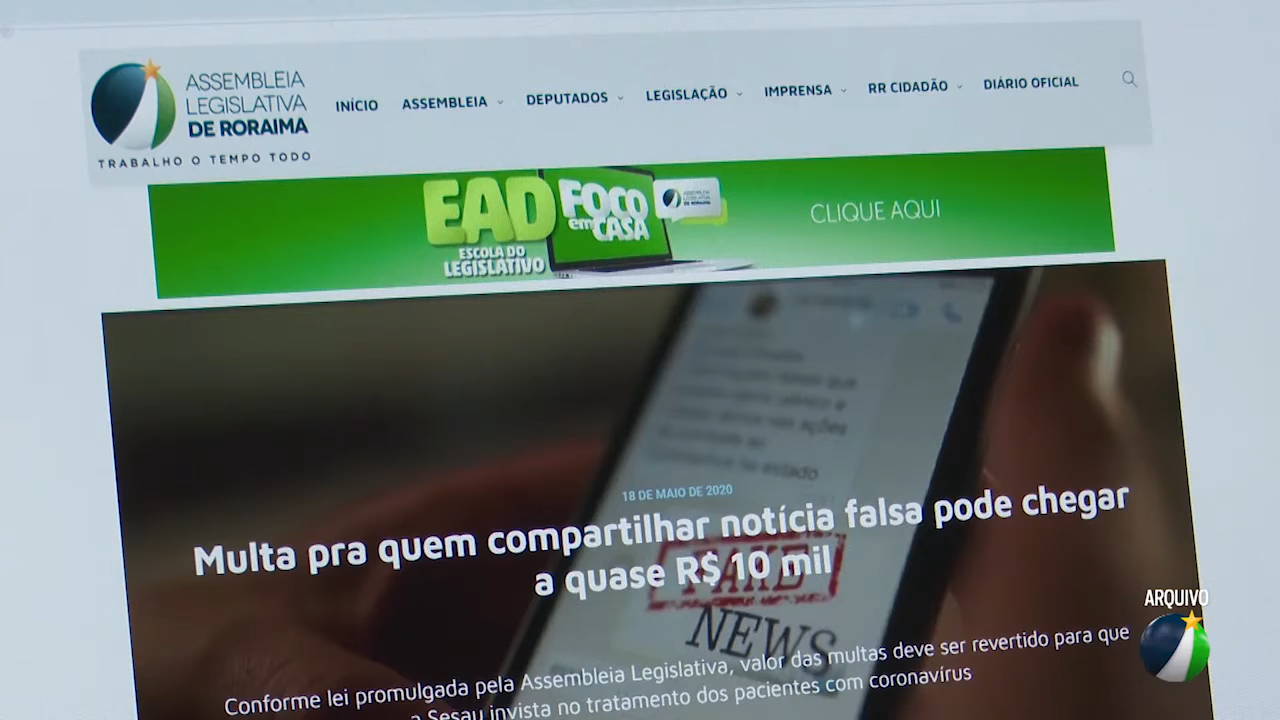 ASSEMBLEIA
LEGISLATIVA
DE RORAIMA
TRABALHO O TEMPO TODO
INÍCIO ASSEMBLEIA DEPUTADOS LEGISLAÇÃO IMPRENSA RR CIDADÃO DIÁRIO OFICIAL
EAD
ESCOLA DO
LEGISLATIVO
FOCO
em CASA
CLIQUE AQUI
18 DE MAIO DE 2020
Multa pra quem compartilhar notícia falsa pode chegar
a quase R$ 10 mil
FAKE
NEWS
Conforme lei promulgada pela Assembleia Legislativa, valor das multas deve ser revertido para que
a Sesau invista no tratamento dos pacientes com coronavírus
ARQUIVO